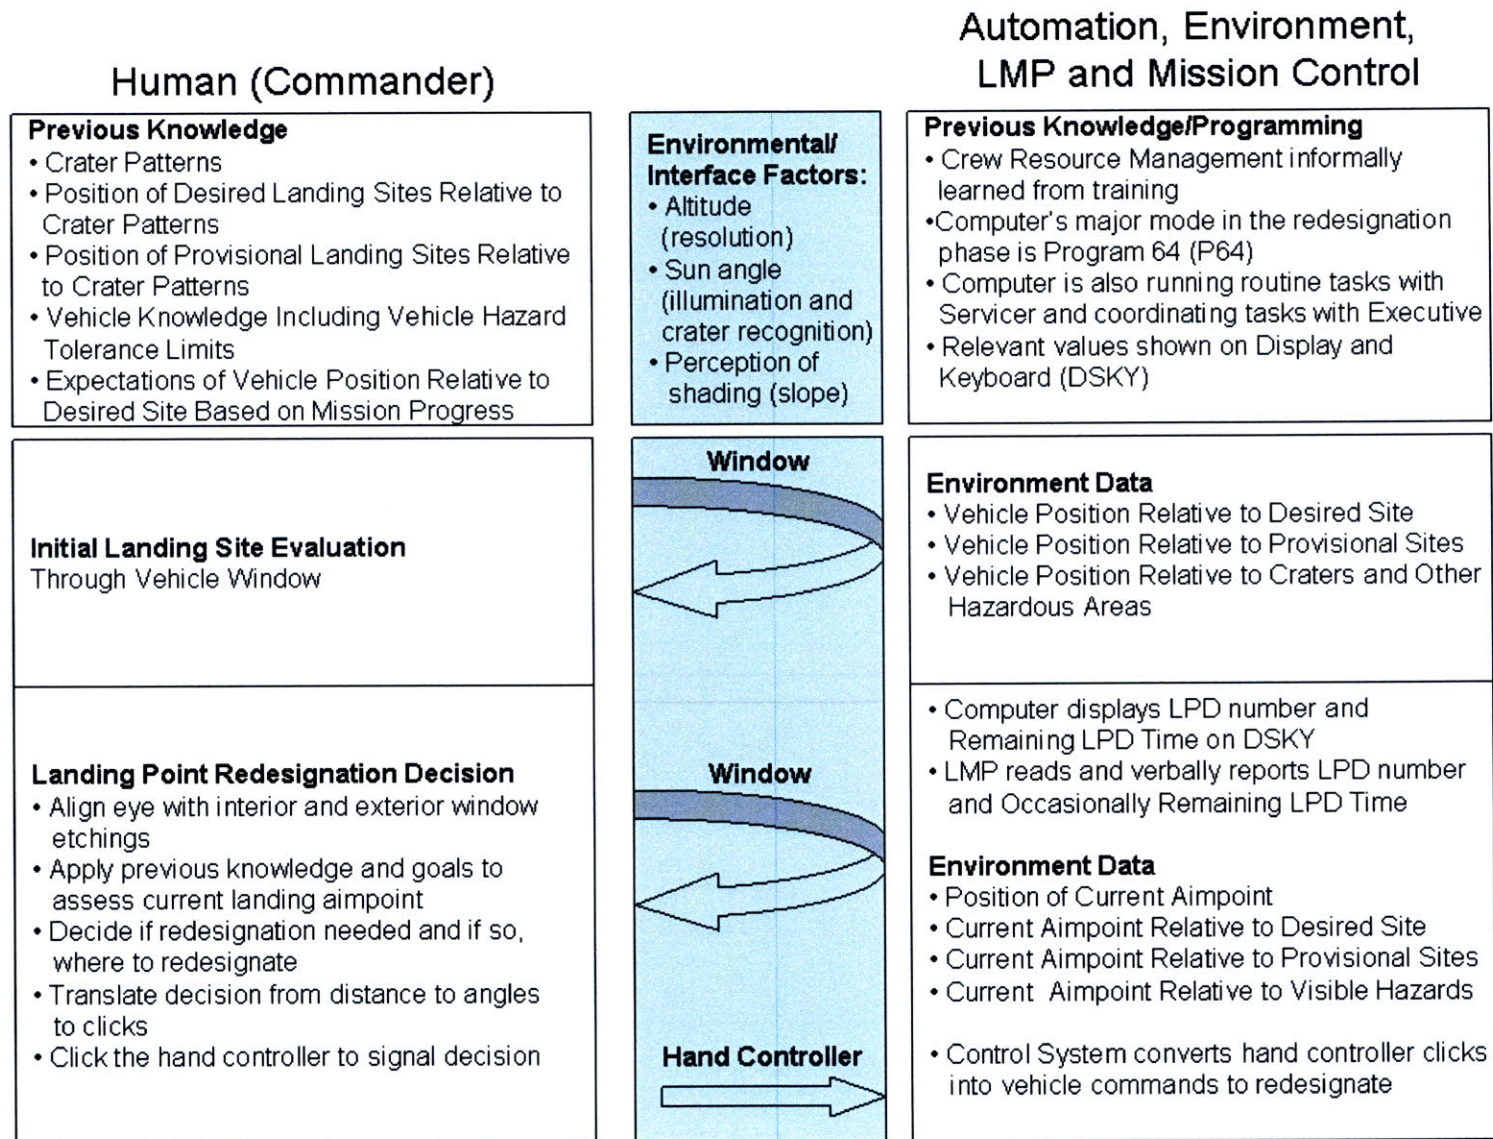 Human (Commander)
Automation, Environment,
LMP and Mission Control
Previous Knowledge
• Crater Patterns
• Position of Desired Landing Sites Relative to
Crater Patterns
• Position of Provisional Landing Sites Relative
to Crater Patterns
• Vehicle Knowledge Including Vehicle Hazard
Tolerance Limits
• Expectations of Vehicle Position Relative to
Desired Site Based on Mission Progress
Environmental/
Interface Factors:
• Altitude
(resolution)
• Sun angle
(illumination and
crater recognition)
• Perception of
shading (slope)
Previous Knowledge/Programming
• Crew Resource Management informally
learned from training
•Computer's major mode in the redesignation
phase is Program 64 (P64)
• Computer is also running routine tasks with
Servicer and coordinating tasks with Executive
• Relevant values shown on Display and
Keyboard (DSKY)
Initial Landing Site Evaluation
Through Vehicle Window
Window
Environment Data
• Vehicle Position Relative to Desired Site
• Vehicle Position Relative to Provisional Sites
• Vehicle Position Relative to Craters and Other
Hazardous Areas
Landing Point Redesignation Decision
• Align eye with interior and exterior window
etchings
• Apply previous knowledge and goals to
assess current landing aimpoint
• Decide if redesignation needed and if so,
where to redesignate
• Translate decision from distance to angles
to clicks
• Click the hand controller to signal decision
Window
Hand Controller
• Computer displays LPD number and
Remaining LPD Time on DSKY
• LMP reads and verbally reports LPD number
and Occasionally Remaining LPD Time
Environment Data
• Position of Current Aimpoint
• Current Aimpoint Relative to Desired Site
• Current Aimpoint Relative to Provisional Sites
• Current Aimpoint Relative to Visible Hazards
• Control System converts hand controller clicks
into vehicle commands to redesignate